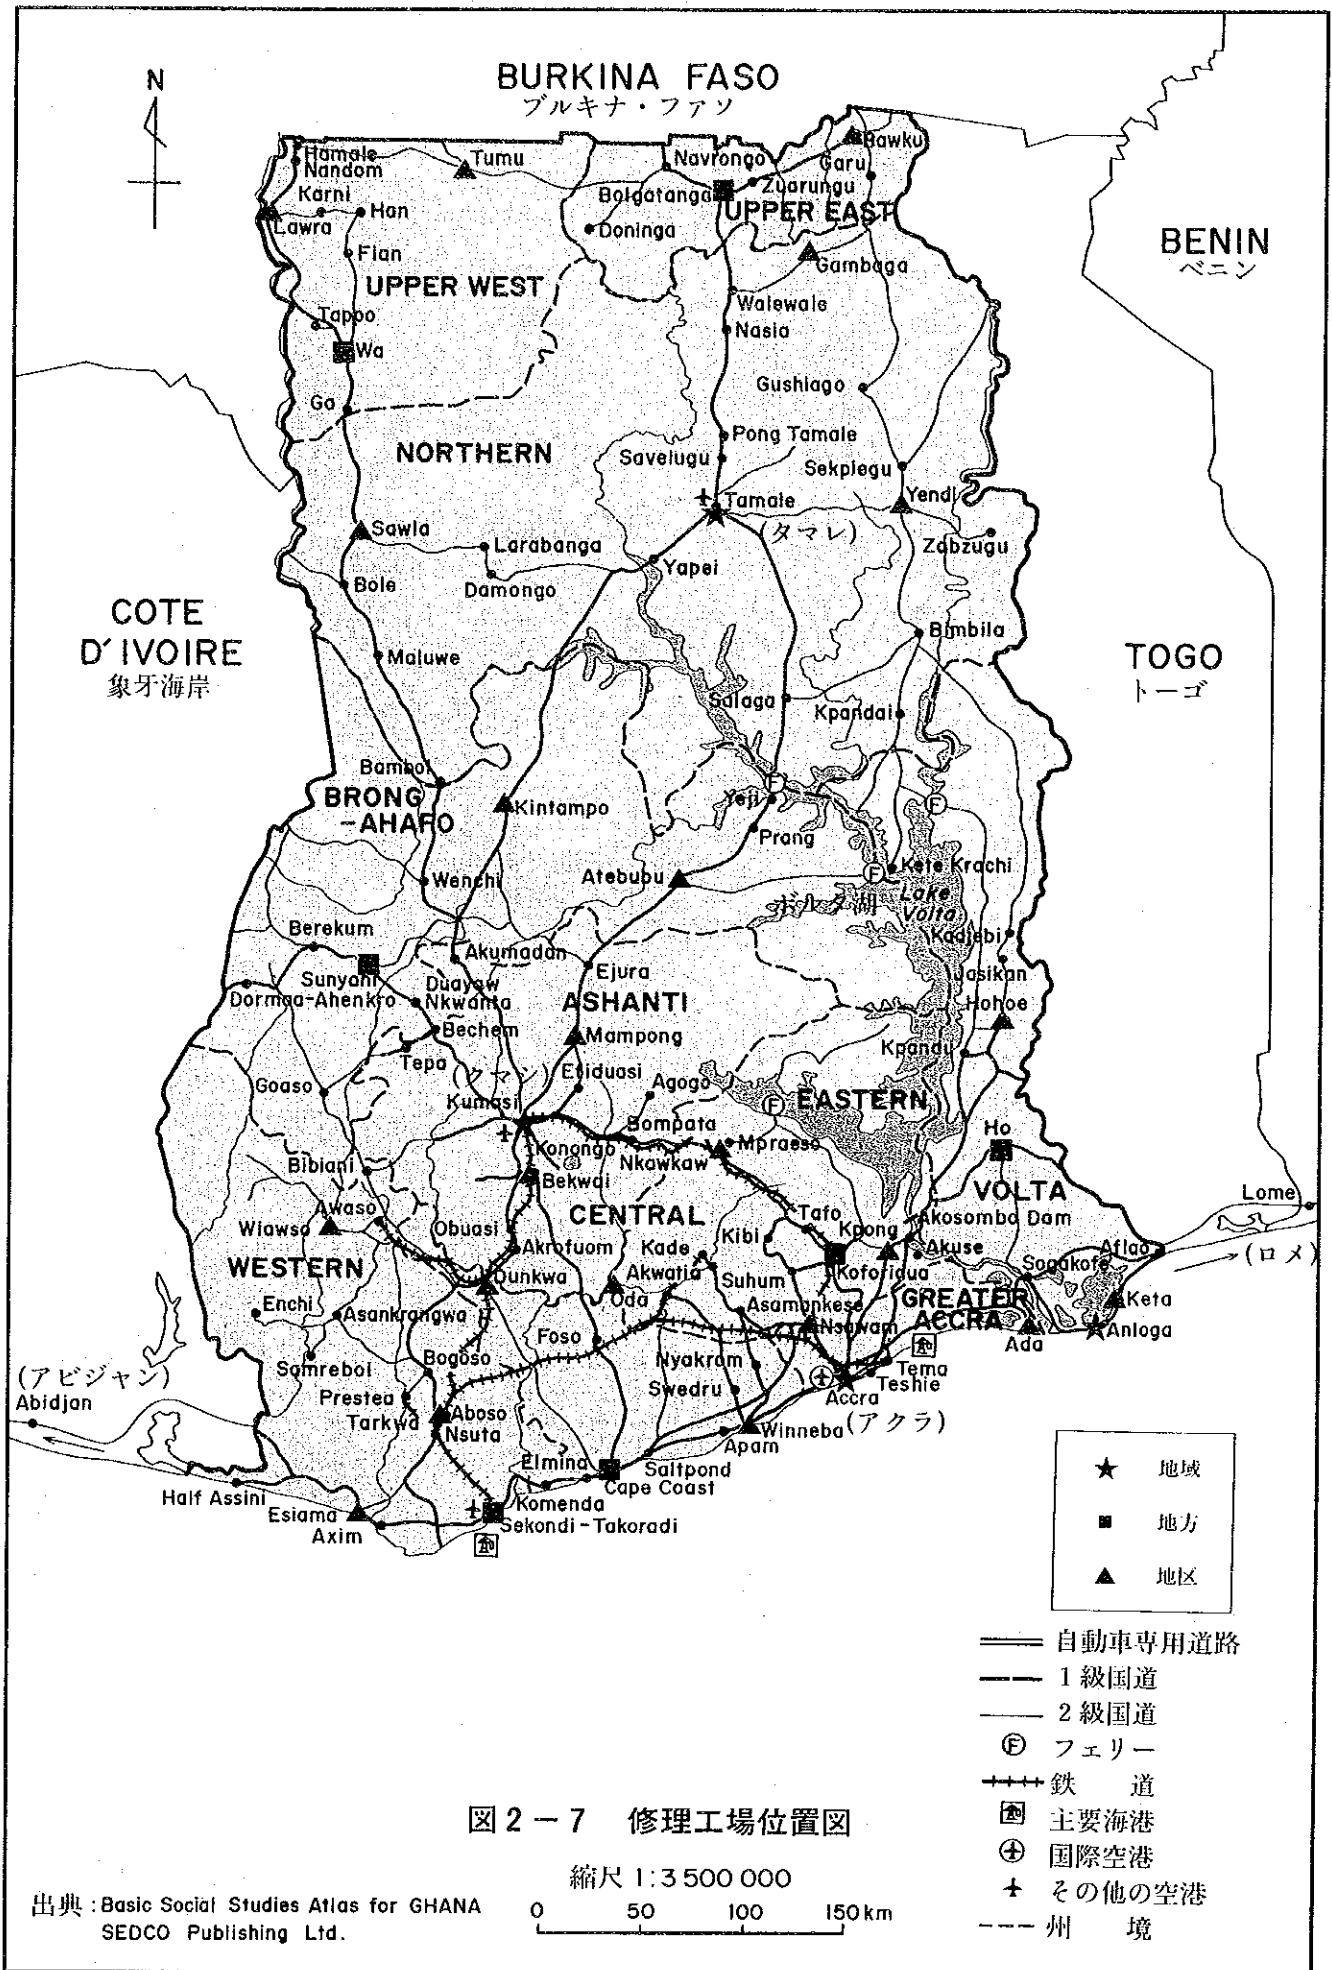 N
BURKINA FASO
ブルキナ・ファソ
Hamale
Nandom
Tumu
Navrongo
Bawku
Garu
Karni
Han
Bolgatanga
Zuarungu
UPPER EAST
Lawra
Doninga
BENIN
ベニン
Fian
Gambaga
UPPER WEST
Walewale
Tapoo
Nasia
Wa
Gushiago
Ga
NORTHERN
Pong Tamale
Savelugu
Sekplegu
Tamale
Yendi
(タマレ)
Sawla
Larabanga
Zabzugu
Yapei
Bole
Damongo
COTE
D'IVOIRE
象牙海岸
Bimbila
TOGO
トーゴ
Maluwe
Salaga
Kpandai
Bamboi
BRONG
-AHAFO
Kintampo
F
Yeji
F
Prang
Wenchi
Atebubu
F
Kete Krachi
ボルタ湖
Lake
Volta
Berekum
Kadjebi
Akumadan
Ejura
Sunyani
Jasikan
Dormaa-Ahenkro
Duayaw
Nkwanta
ASHANTI
Hohoe
Bechem
Mampong
Tepa
Kpandu
(クマシ)
Efiduasi
Goaso
Agogo
Kumasi
F
EASTERN
Bompata
Ho
Konongo
Mpraeso
Nkawkaw
Bibiani
Bekwai
VOLTA
Lome
Awaso
CENTRAL
Tafo
Wiawso
Obuasi
Kibi
Kpong
Akosombo Dam
Akrofuom
Kade
Akuse
Aflao
(ロメ)
WESTERN
Dunkwa
Akwatia
Suhum
Koforidua
Sogakofe
Oda
GREATER
ACCRA
Keta
Enchi
Asankrangwa
Asamankese
Nsawam
Foso
Ada
Anloga
Samreboi
Bogoso
Nyakrom
Tema
(アビジャン)
Teshie
Abidjan
Prestea
Swedru
Accra
Tarkwa
Aboso
(アクラ)
Nsuta
Winneba
Apam
Elmina
Saltpond
Half Assini
Cape Coast
Komenda
Esiama
Axim
Sekondi-Takoradi
地域
地方
地区
自動車専用道路
1級国道
2級国道
F フェリー
鉄 道
主要海港
国際空港
その他の空港
州 境
図2-7 修理工場位置図
縮尺 1:3 500 000
0 50 100 150 km
出典:Basic Social Studies Atlas for GHANA
SEDCO Publishing Ltd.